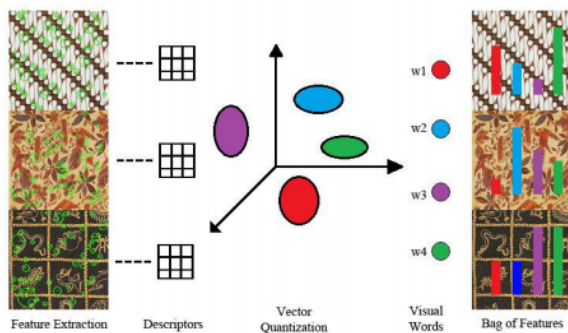 w1
w2
w3
w4
Feature Extraction
Descriptors
Vector
Quantization
Visual
Words
Bag of Features